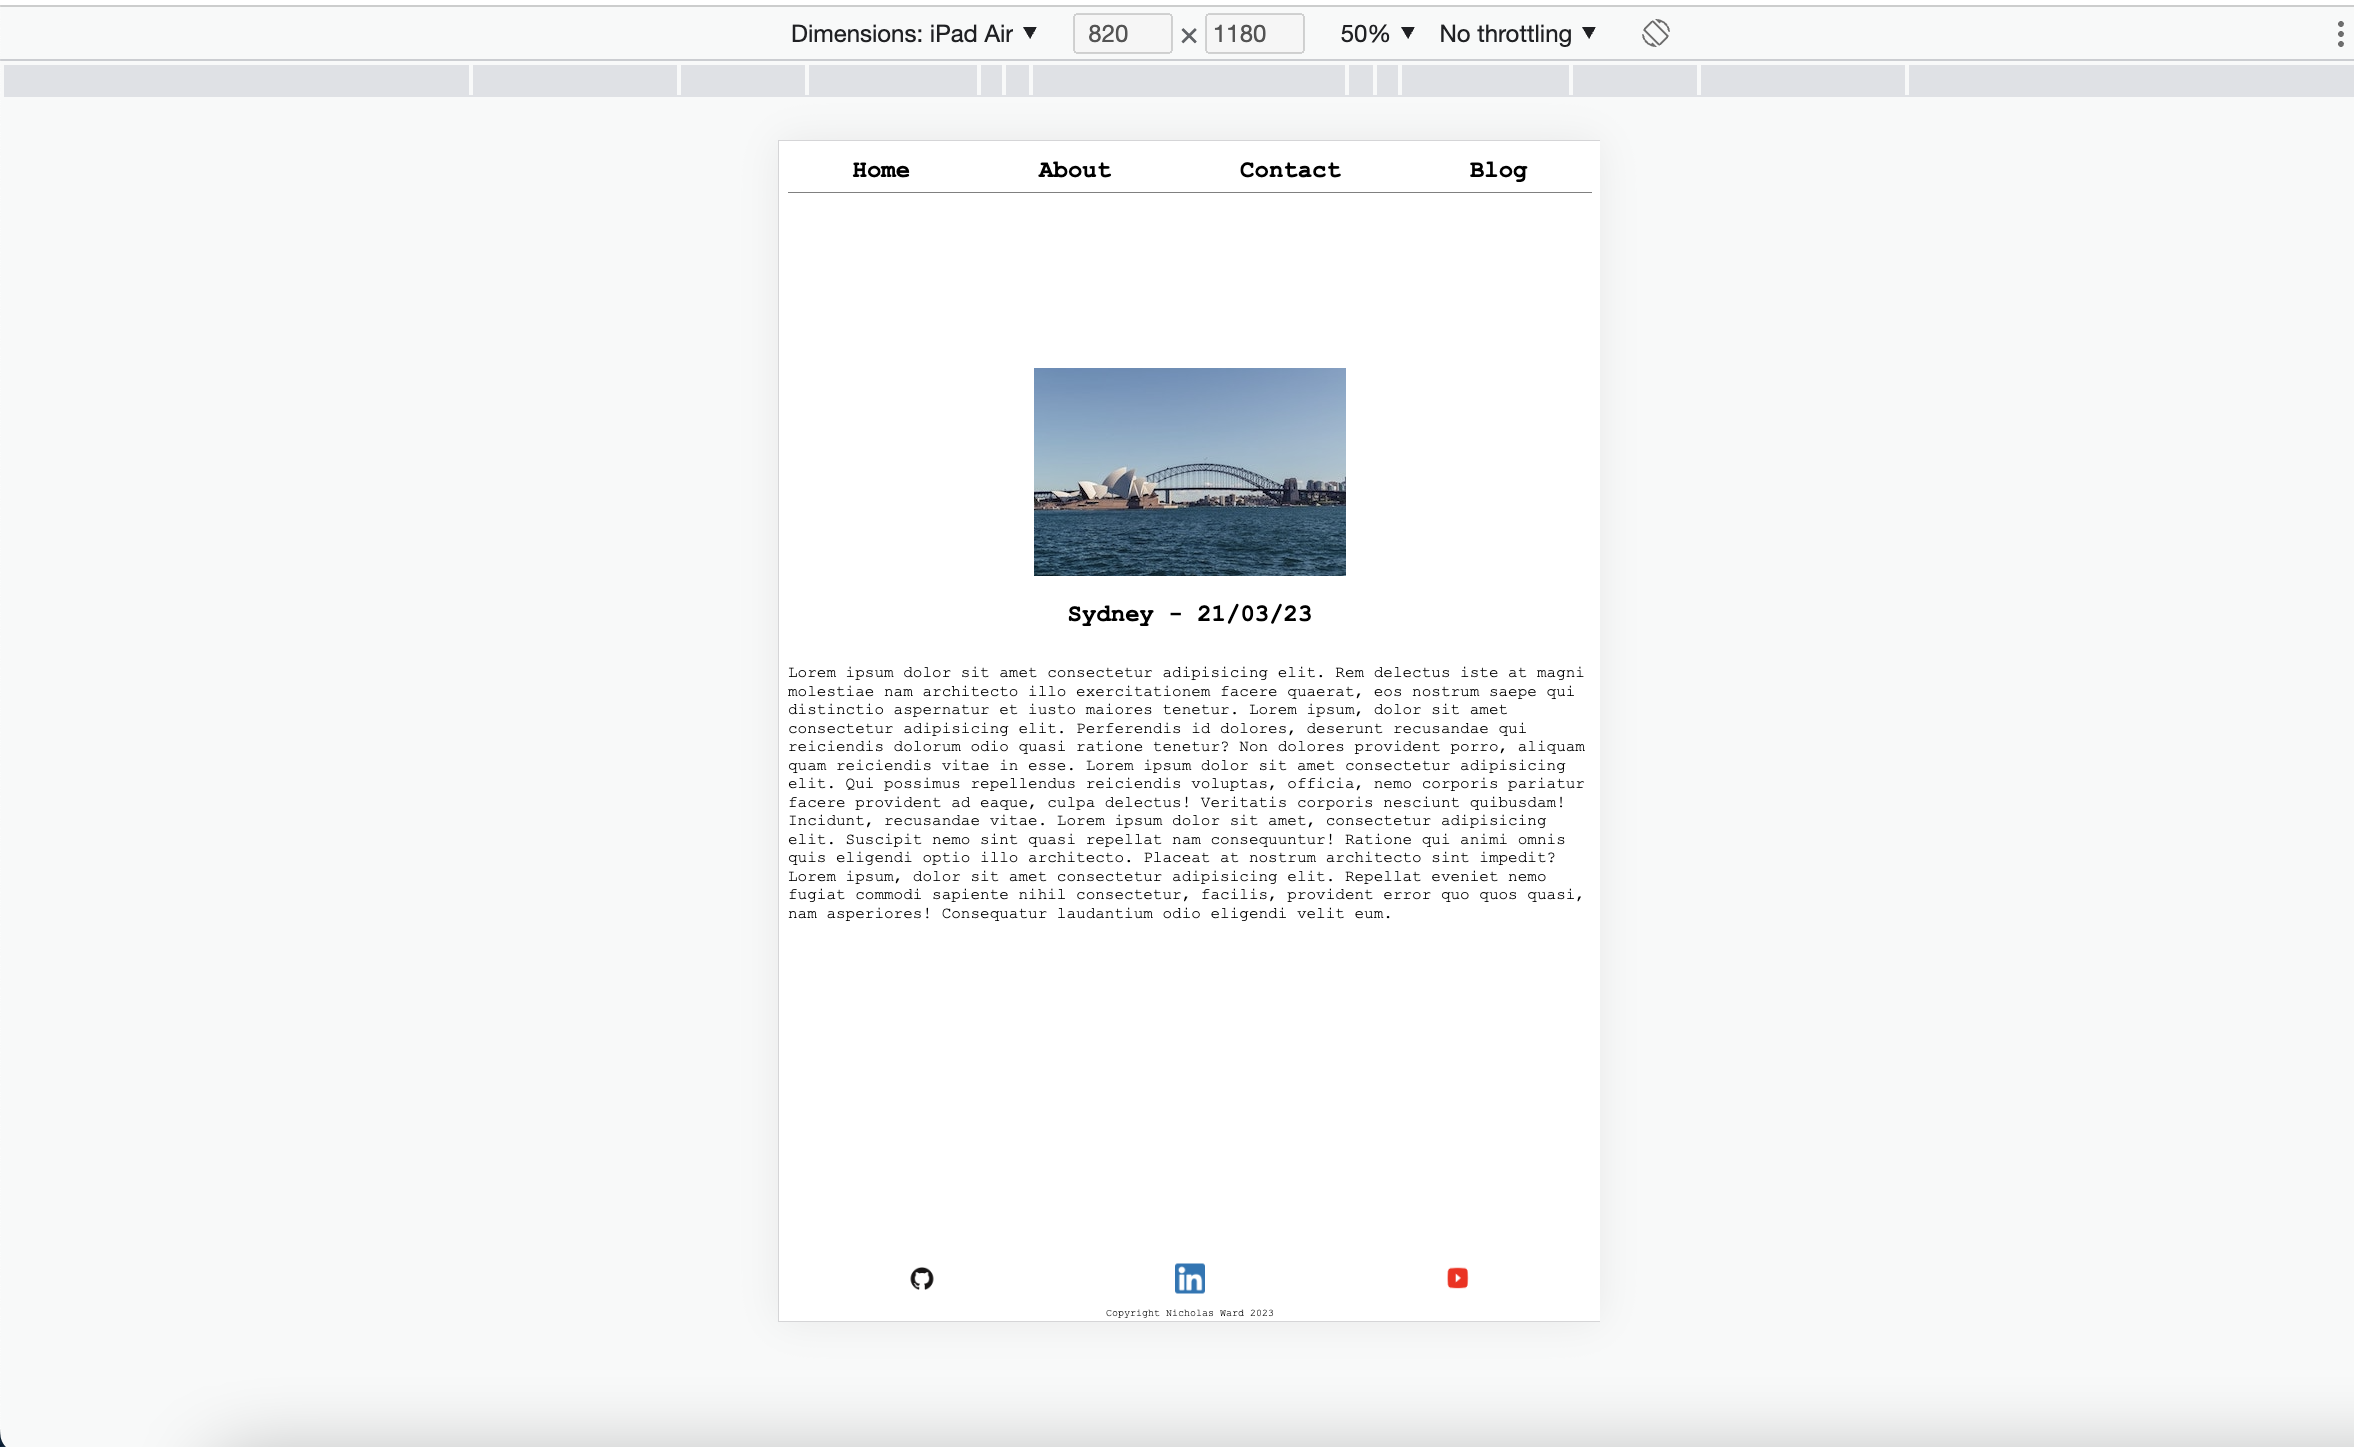 Dimensions: iPad Air ▼ 820 × 1180 50% ▼ No throttling ▼
Home About Contact Blog
Sydney - 21/03/23
Lorem ipsum dolor sit amet consectetur adipisicing elit. Rem delectus iste at magni
molestiae nam architecto illo exercitationem facere quaerat, eos nostrum saepe qui
distinctio aspernatur et iusto maiores tenetur. Lorem ipsum, dolor sit amet
consectetur adipisicing elit. Perferendis id dolores, deserunt recusandae qui
reiciendis dolorum odio quasi ratione tenetur? Non dolores provident porro, aliquam
quam reiciendis vitae in esse. Lorem ipsum dolor sit amet consectetur adipisicing
elit. Qui possimus repellendus reiciendis voluptas, officia, nemo corporis pariatur
facere provident ad eaque, culpa delectus! Veritatis corporis nesciunt quibusdam!
Incidunt, recusandae vitae. Lorem ipsum dolor sit amet, consectetur adipisicing
elit. Suscipit nemo sint quasi repellat nam consequuntur! Ratione qui animi omnis
quis eligendi optio illo architecto. Placeat at nostrum architecto sint impedit?
Lorem ipsum, dolor sit amet consectetur adipisicing elit. Repellat eveniet nemo
fugiat commodi sapiente nihil consectetur, facilis, provident error quo quos quasi,
nam asperiores! Consequatur laudantium odio eligendi velit eum.
in
Copyright Nicholas Ward 2023